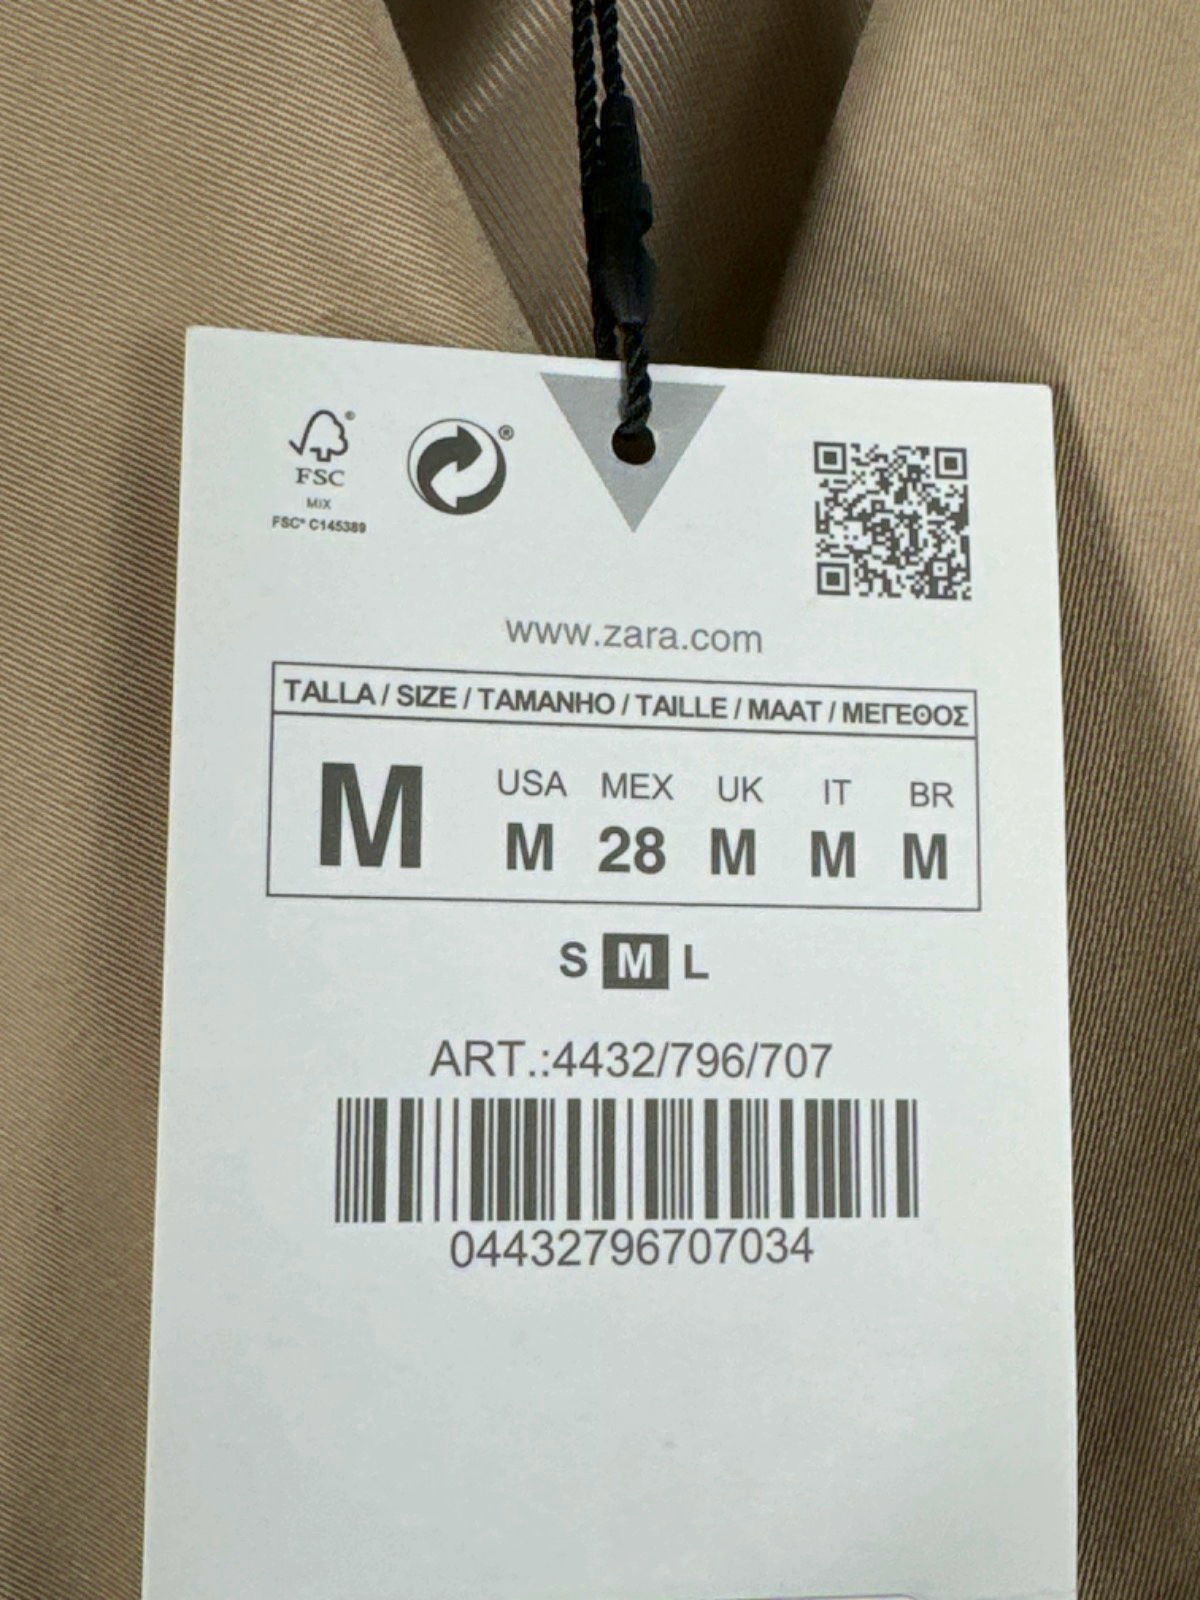 FSC®
MIX
FSC® C145389
®
www.zara.com
TALLA / SIZE / TAMANHO / TAILLE / MAAT / ΜΕΓΕΘΟΣ
M
USA MEX UK IT BR
M 28 M M M
S M L
ART.:4432/796/707
04432796707034